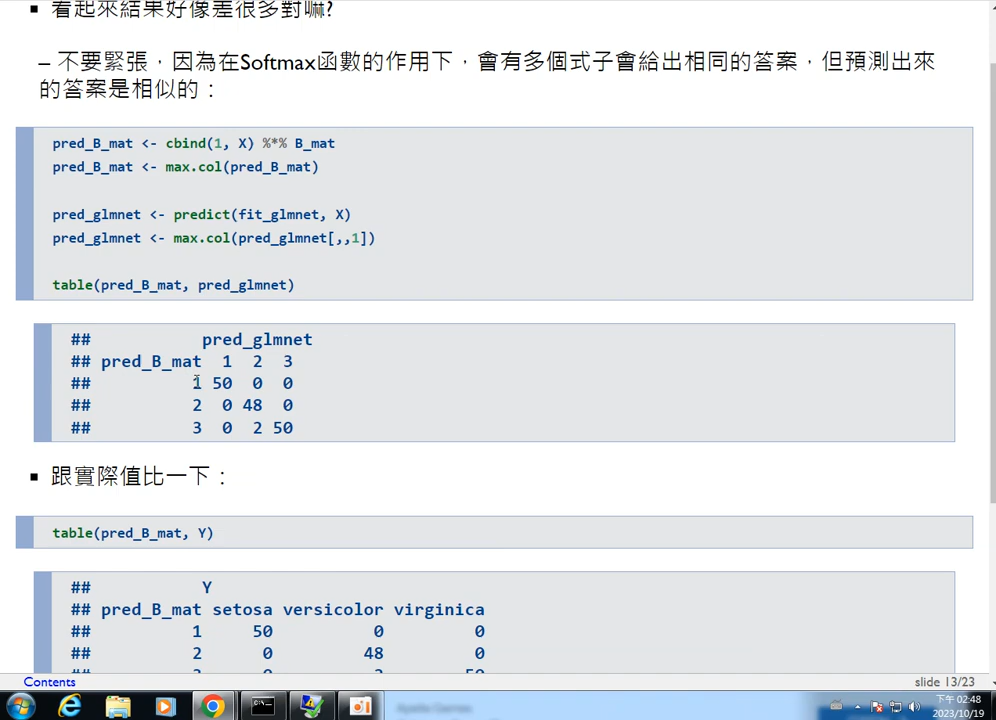 ▪ 看起來結果好像差很多對嘛?
– 不要緊張，因為在Softmax函數的作用下，會有多個式子會給出相同的答案，但預測出來
的答案是相似的：
pred_B_mat <- cbind(1, X) %*% B_mat
pred_B_mat <- max.col(pred_B_mat)
pred_glmnet <- predict(fit_glmnet, X)
pred_glmnet <- max.col(pred_glmnet[,,1])
table(pred_B_mat, pred_glmnet)
## pred_glmnet
## pred_B_mat 1 2 3
## 1 50 0 0
## 2 0 48 0
## 3 0 2 50
▪ 跟實際值比一下：
table(pred_B_mat, Y)
## Y
## pred_B_mat setosa versicolor virginica
## 1 50 0 0
## 2 0 48 0
Contents
slide 13/23
下午 02:48
2023/10/19